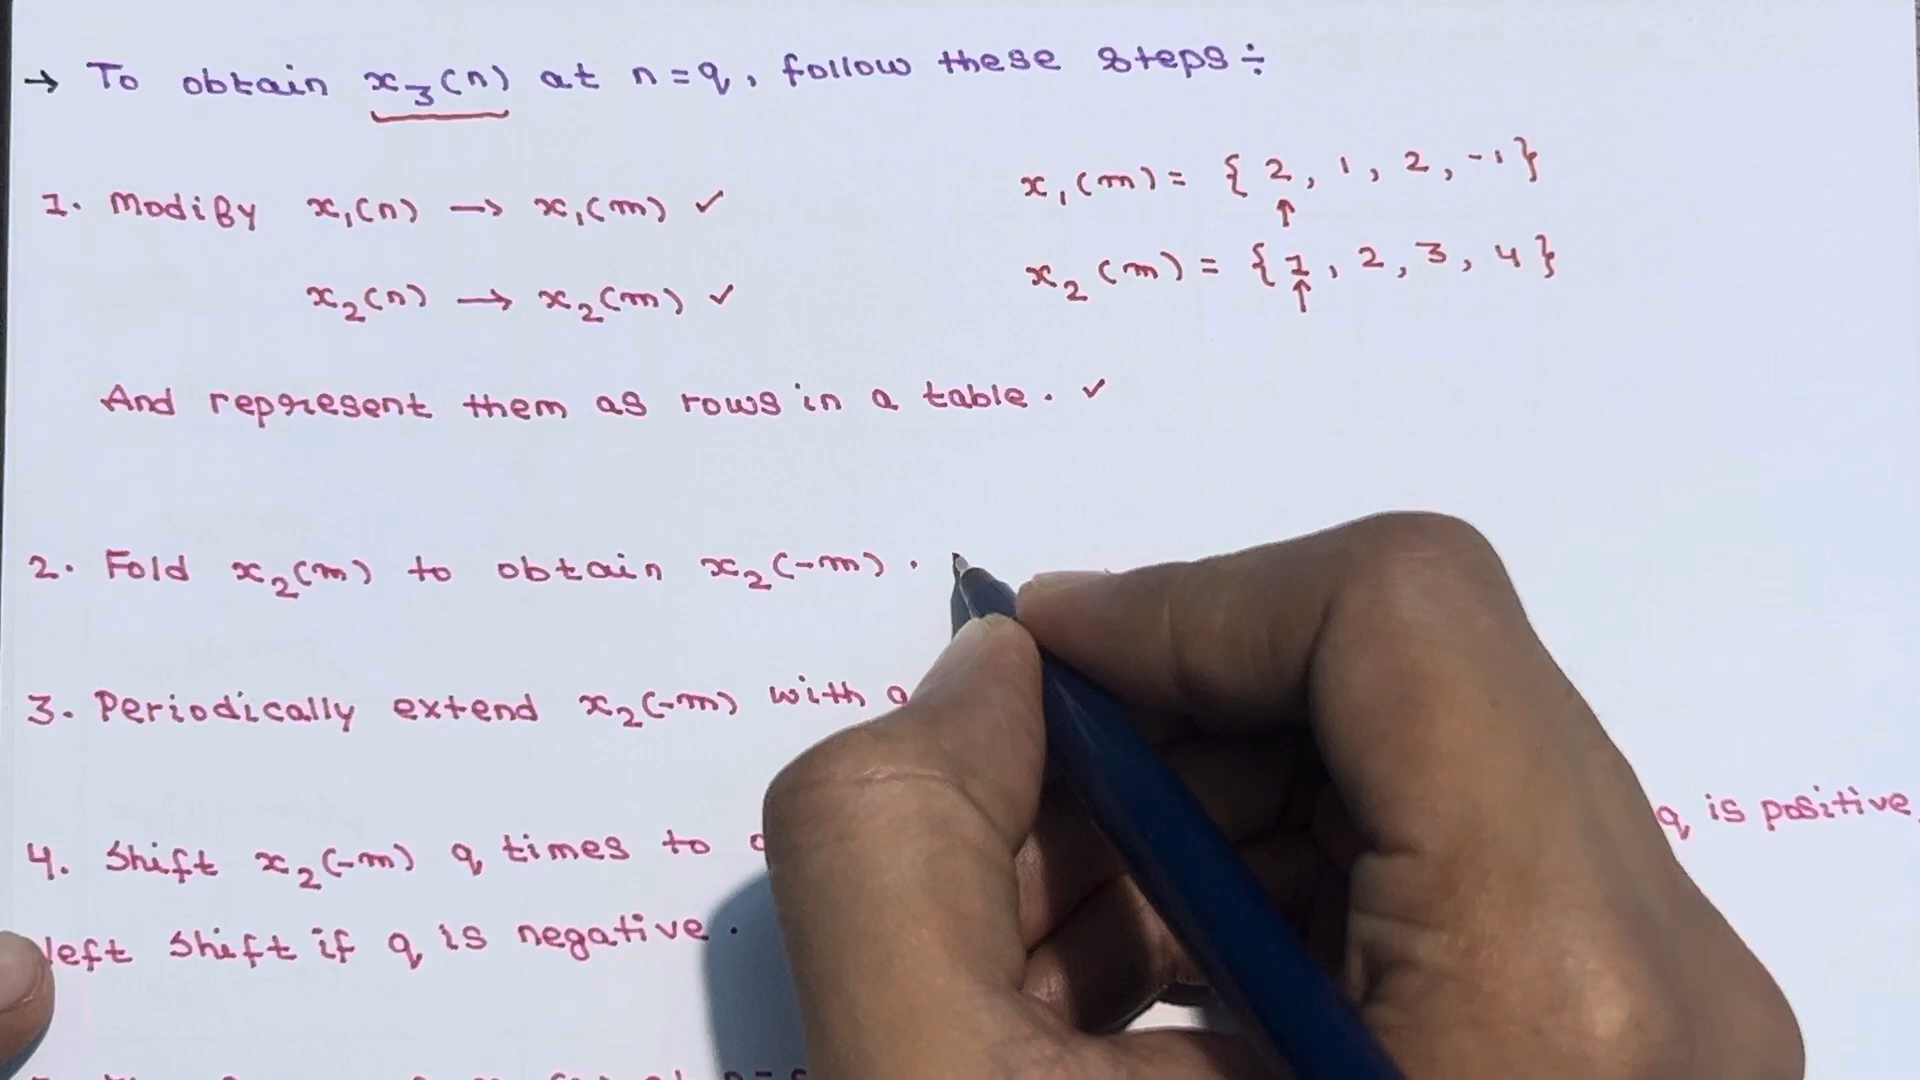 → To obtain x₃(n) at n=q, follow these steps ÷
1. Modify x₁(n) → x₁(m) ✓
x₁(m) = { 2, 1, 2, -1 }
↑
x₂(n) → x₂(m) ✓
x₂(m) = { 1, 2, 3, 4 }
↑
And represent them as rows in a table. ✓
2. Fold x₂(m) to obtain x₂(-m).
3. Periodically extend x₂(-m) with
4. Shift x₂(-m) q times to
q is positive,
left shift if q is negative.